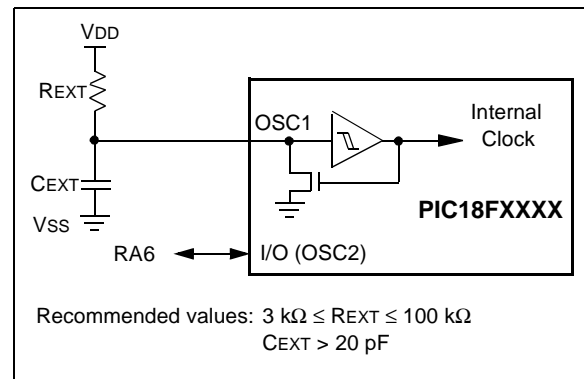 VDD
REXT
OSC1
Internal
Clock
CEXT
PIC18FXXXX
VSS
RA6
I/O (OSC2)
Recommended values: 3 kΩ ≤ REXT ≤ 100 kΩ
CEXT > 20 pF